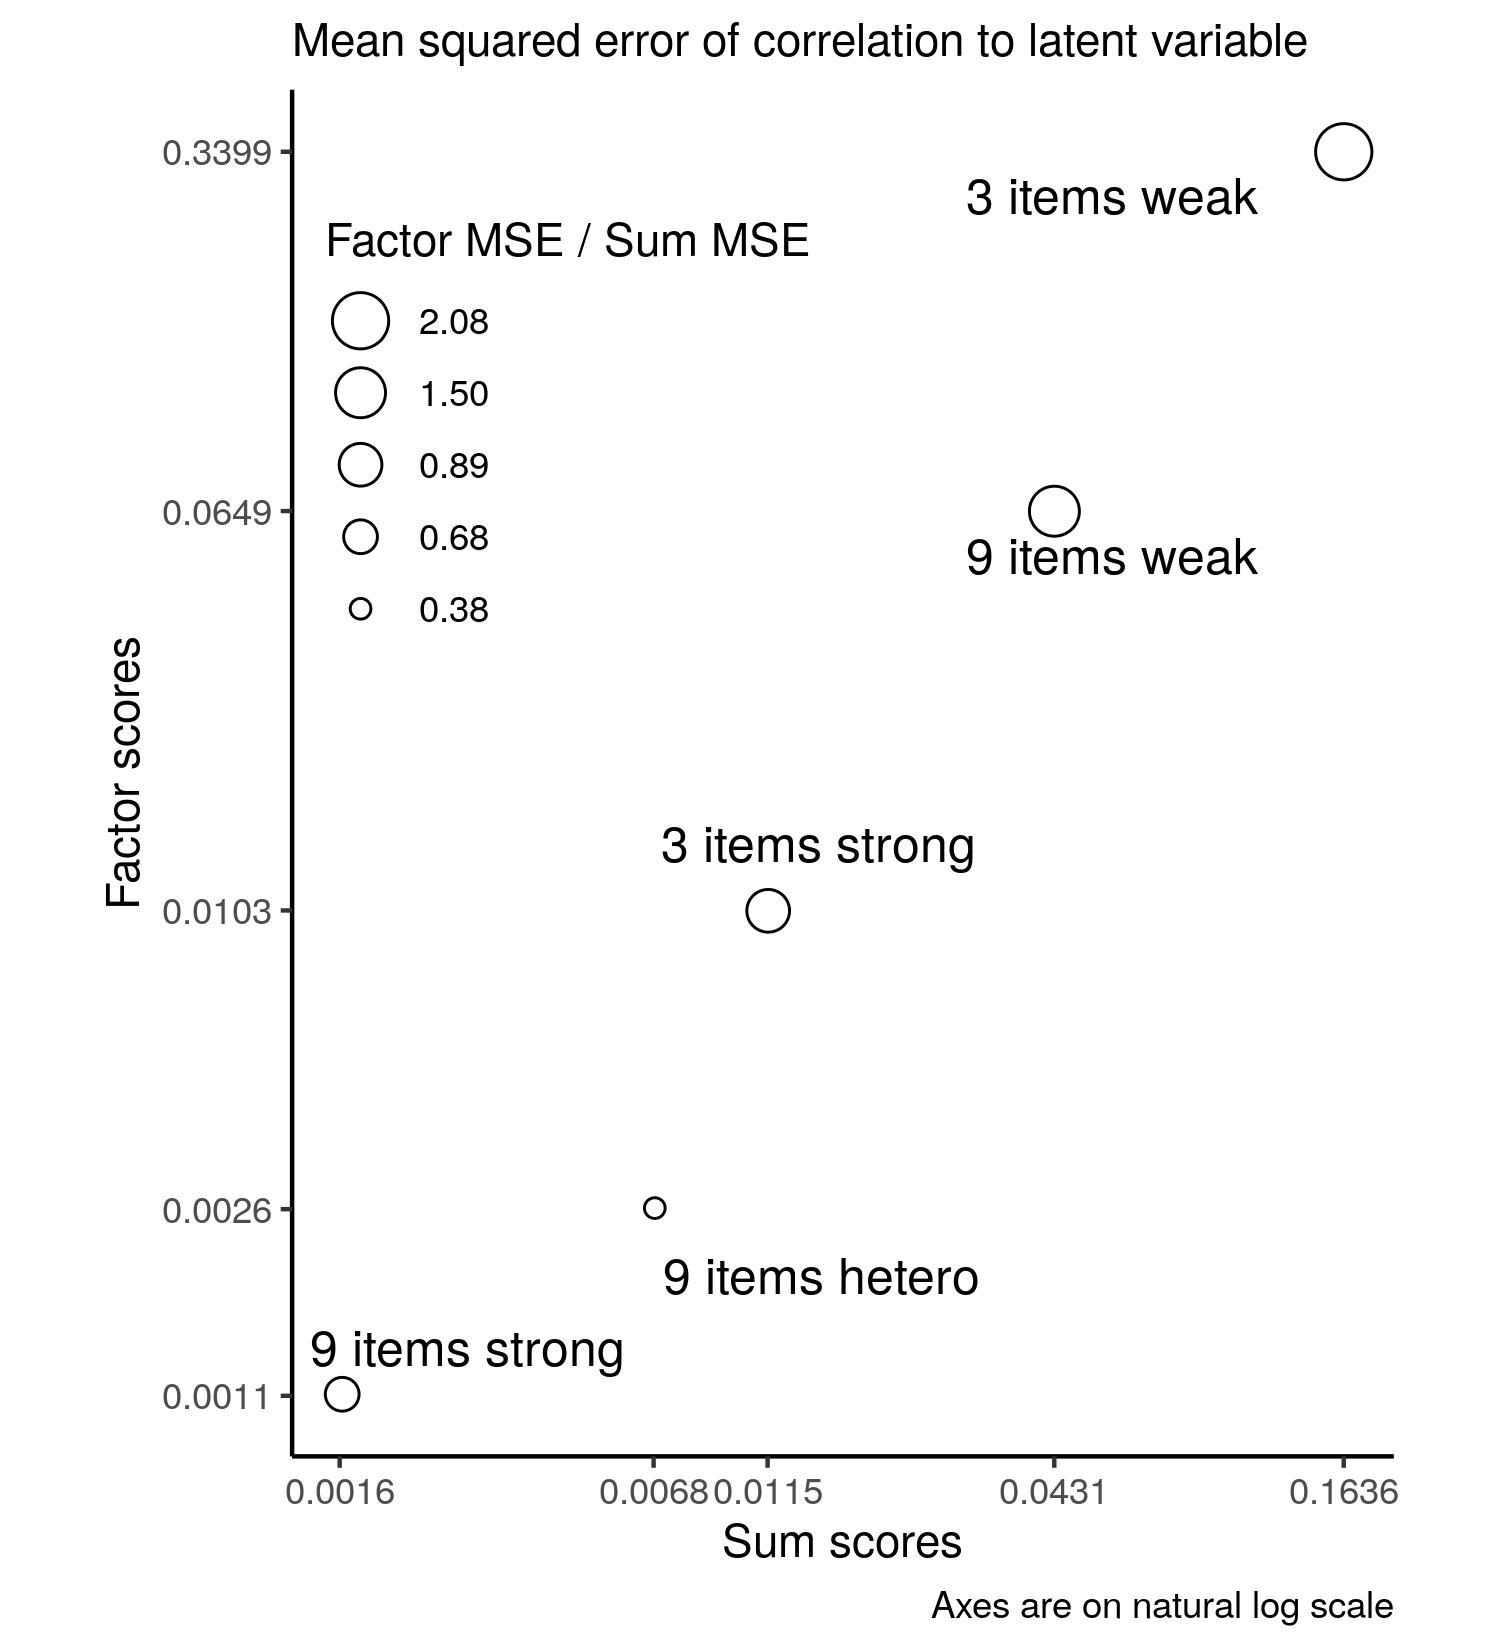 Mean squared error of correlation to latent variable
0.3399
3 items weak
Factor MSE / Sum MSE
2.08
1.50
0.89
0.68
0.38
0.0649
9 items weak
Factor scores
3 items strong
0.0103
0.0026
9 items hetero
9 items strong
0.0011
0.0016 0.0068 0.0115 0.0431 0.1636
Sum scores
Axes are on natural log scale